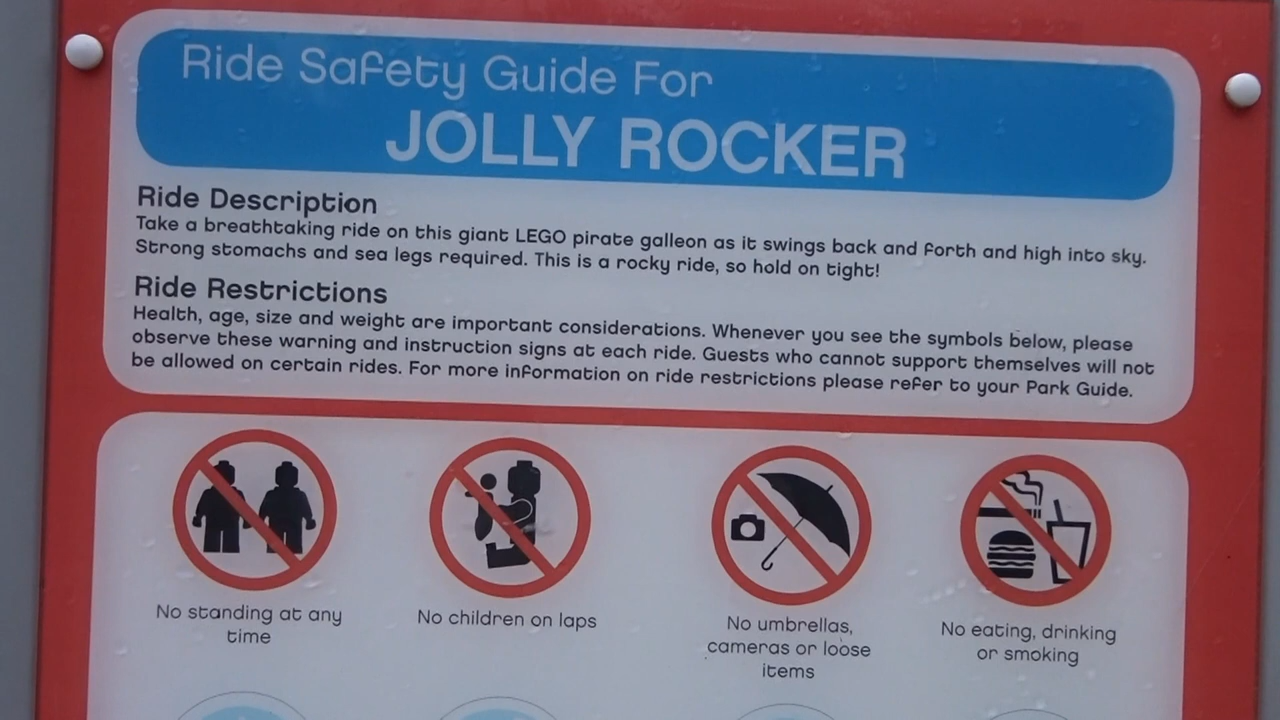 Ride Safety Guide For
JOLLY ROCKER
Ride Description
Take a breathtaking ride on this giant LEGO pirate galleon as it swings back and forth and high into sky.
Strong stomachs and sea legs required. This is a rocky ride, so hold on tight!
Ride Restrictions
Health, age, size and weight are important considerations. Whenever you see the symbols below, please
observe these warning and instruction signs at each ride. Guests who cannot support themselves will not
be allowed on certain rides. For more information on ride restrictions please refer to your Park Guide.
No standing at any
time
No children on laps
No umbrellas,
cameras or loose
items
No eating, drinking
or smoking